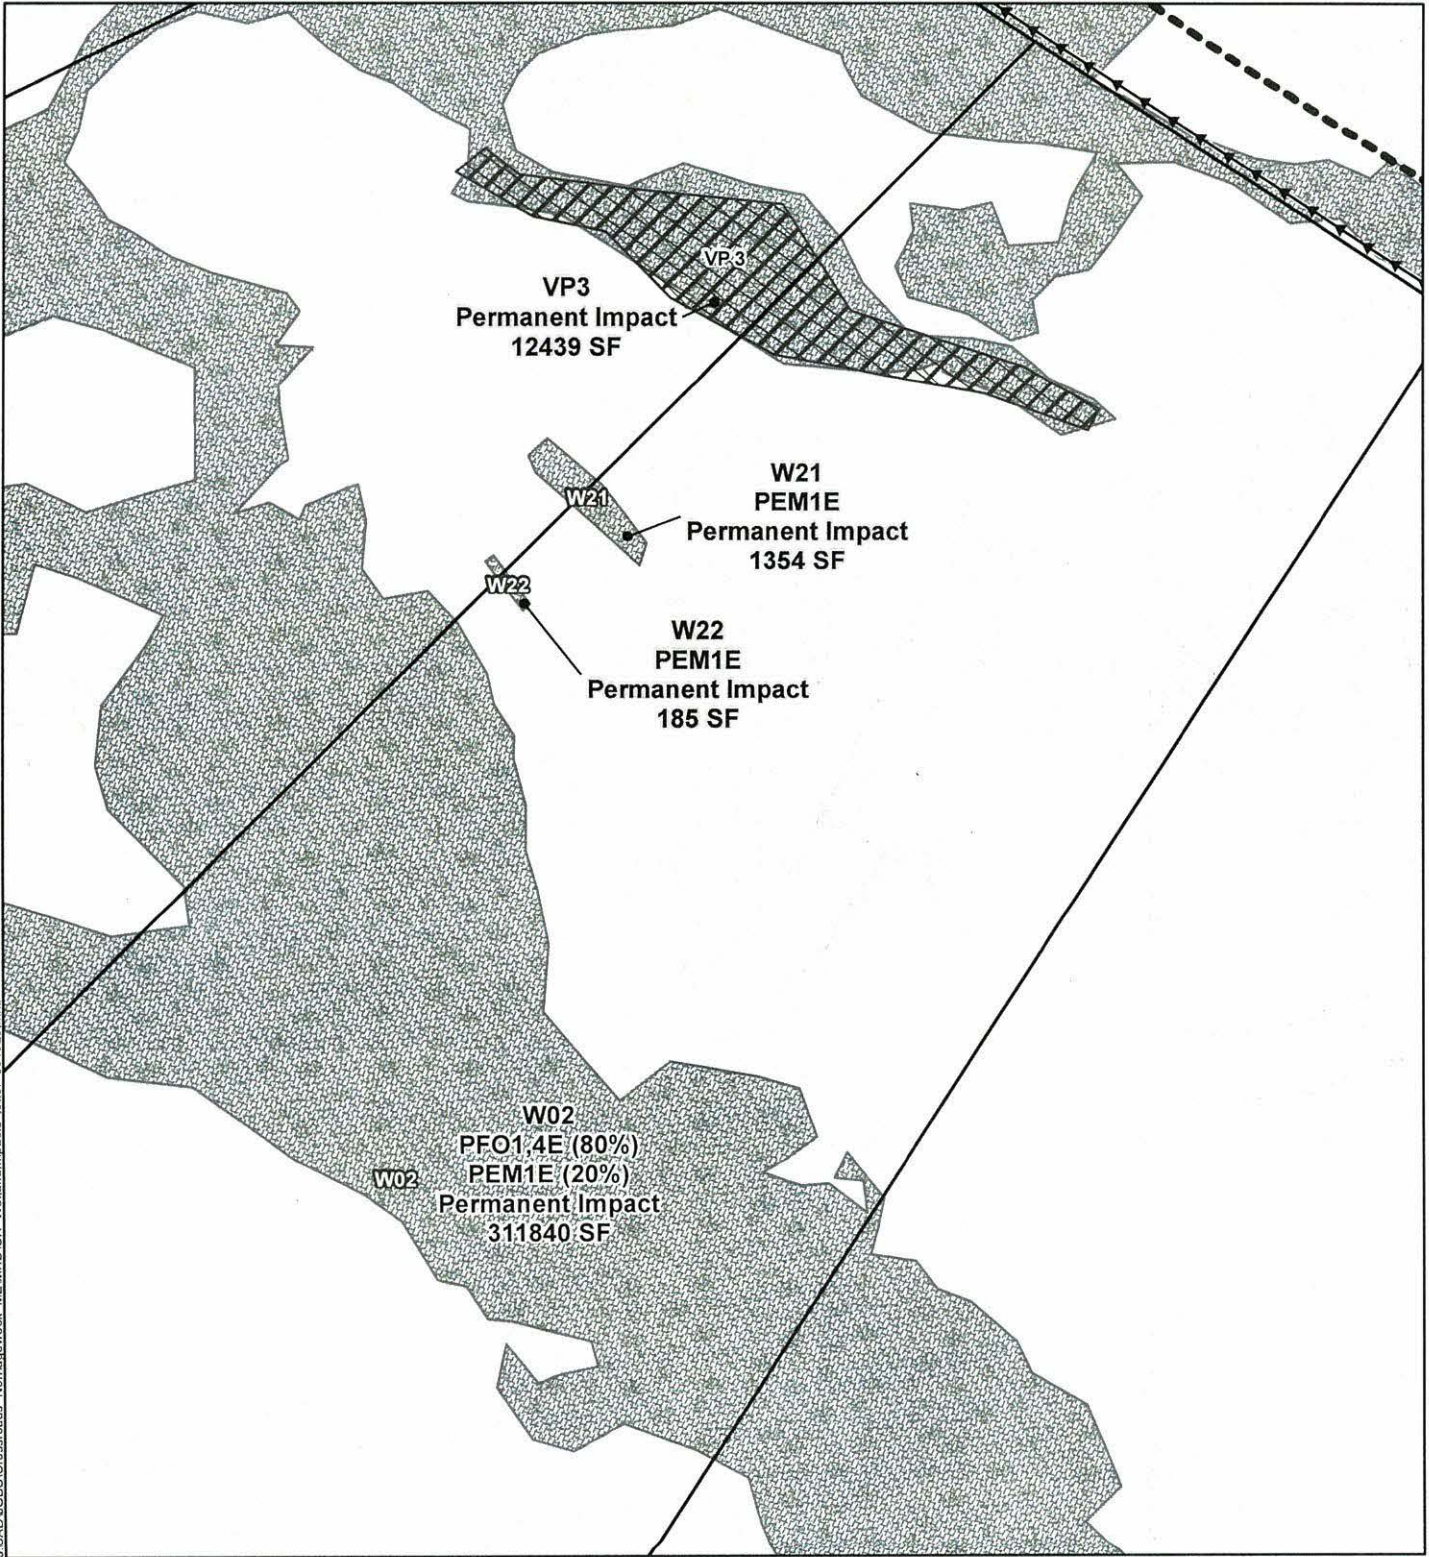 VP.3
VP3
Permanent Impact
12439 SF
W21
W21
PEM1E
Permanent Impact
1354 SF
W22
W22
PEM1E
Permanent Impact
185 SF
W02
PFO1,4E (80%)
W02
PEM1E (20%)
Permanent Impact
311840 SF